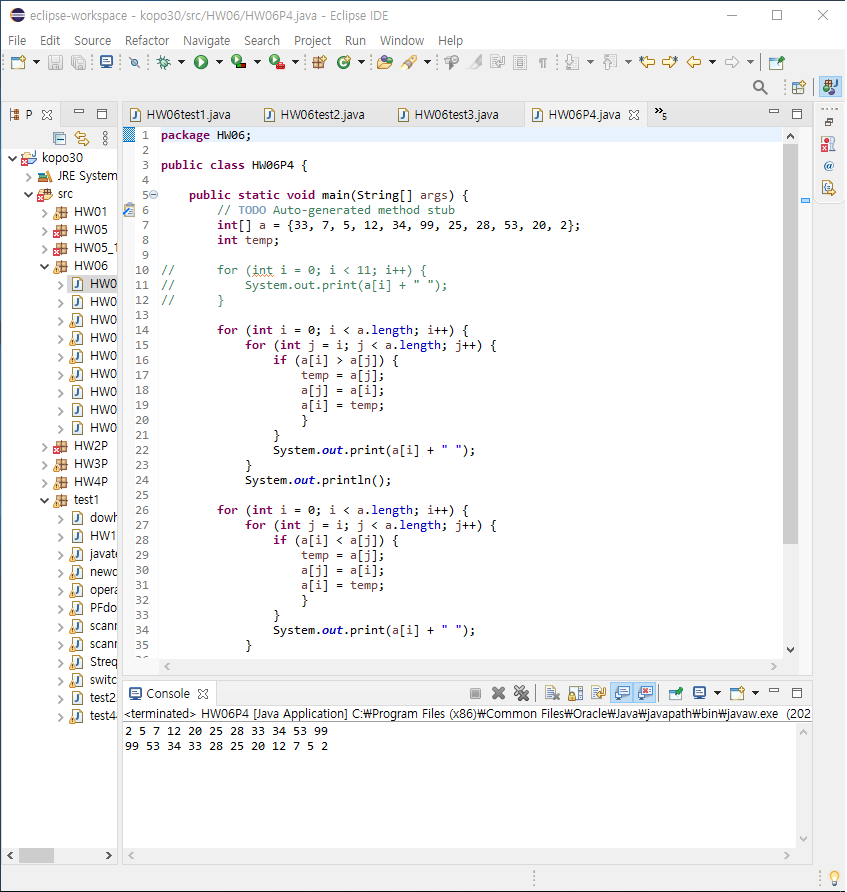 eclipse-workspace - kopo30/src/HW06/HW06P4.java - Eclipse IDE
File Edit Source Refactor Navigate Search Project Run Window Help
P
HW06test1.java HW06test2.java HW06test3.java HW06P4.java »5
kopo30
JRE System
src
HW01
HW05
HW05_1
HW06
HW0
HW0
HW0
HW0
HW0
HW0
HW0
HW0
HW0
HW2P
HW3P
HW4P
test1
dowh
HW1
javate
newc
opera
PFdo
scann
scann
Streq
switc
test2
test4
1 package HW06;
2
3 public class HW06P4 {
4
5 public static void main(String[] args) {
6 // TODO Auto-generated method stub
7 int[] a = {33, 7, 5, 12, 34, 99, 25, 28, 53, 20, 2};
8 int temp;
9
10 // for (int i = 0; i < 11; i++) {
11 // System.out.print(a[i] + " ");
12 // }
13
14 for (int i = 0; i < a.length; i++) {
15 for (int j = i; j < a.length; j++) {
16 if (a[i] > a[j]) {
17 temp = a[j];
18 a[j] = a[i];
19 a[i] = temp;
20 }
21 }
22 System.out.print(a[i] + " ");
23 }
24 System.out.println();
25
26 for (int i = 0; i < a.length; i++) {
27 for (int j = i; j < a.length; j++) {
28 if (a[i] < a[j]) {
29 temp = a[j];
30 a[j] = a[i];
31 a[i] = temp;
32 }
33 }
34 System.out.print(a[i] + " ");
35 }
Console
<terminated> HW06P4 [Java Application] C:₩Program Files (x86)₩Common Files₩Oracle₩Java₩javapath₩bin₩javaw.exe (202
2 5 7 12 20 25 28 33 34 53 99
99 53 34 33 28 25 20 12 7 5 2